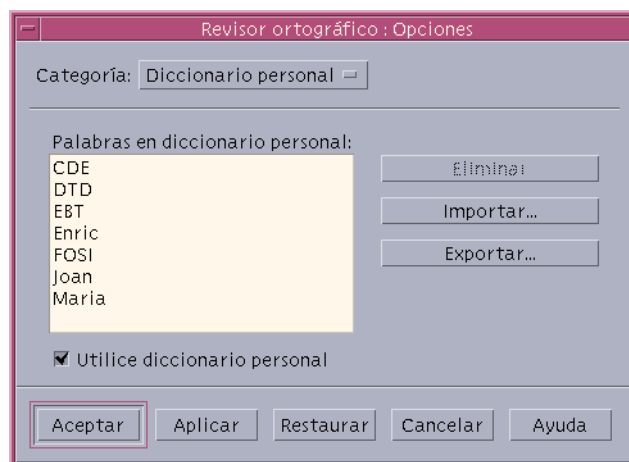 Revisor ortográfico : Opciones
Categoría: Diccionario personal
Palabras en diccionario personal:
CDE
DTD
EBT
Enric
FOSI
Joan
Maria
Eliminar
Importar...
Exportar...
Utilice diccionario personal
Aceptar Aplicar Restaurar Cancelar Ayuda